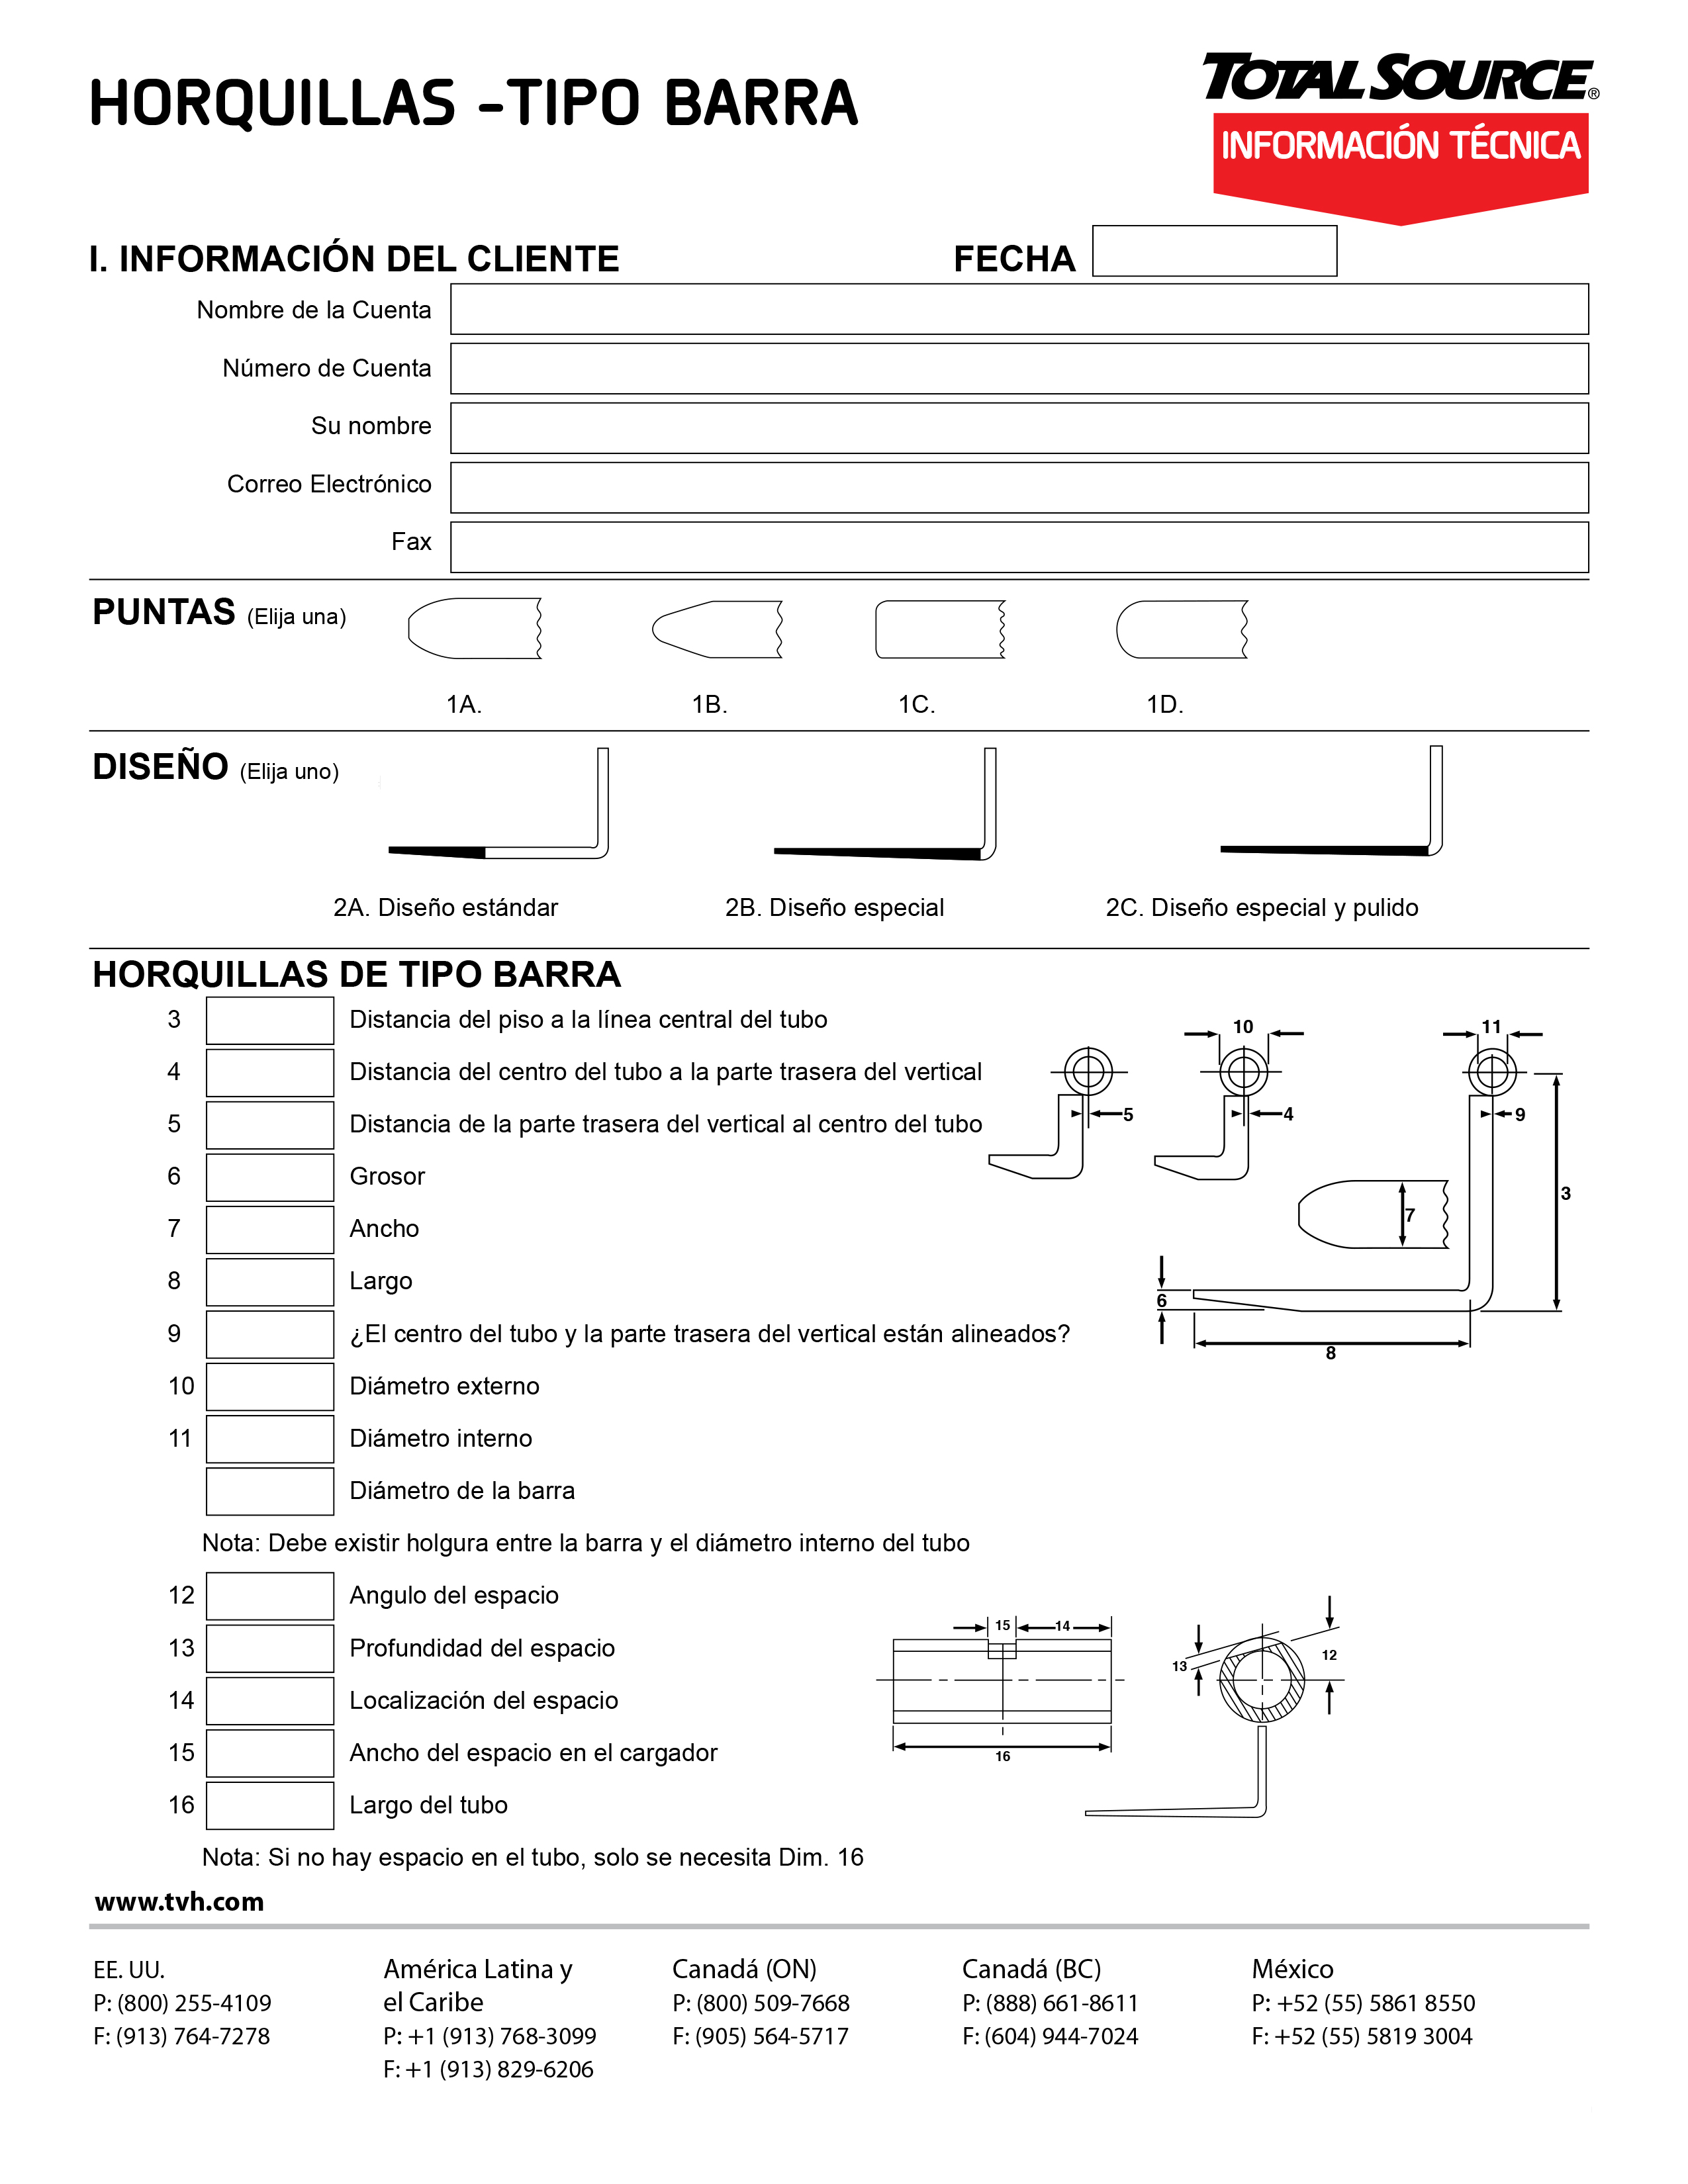 HORQUILLAS -TIPO BARRA
TOTALSOURCE®
INFORMACIÓN TÉCNICA
I. INFORMACIÓN DEL CLIENTE
FECHA
Nombre de la Cuenta
Número de Cuenta
Su nombre
Correo Electrónico
Fax
PUNTAS (Elija una)
1A.
1B.
1C.
1D.
DISEÑO (Elija uno)
2A. Diseño estándar
2B. Diseño especial
2C. Diseño especial y pulido
HORQUILLAS DE TIPO BARRA
3 Distancia del piso a la línea central del tubo
4 Distancia del centro del tubo a la parte trasera del vertical
5 Distancia de la parte trasera del vertical al centro del tubo
6 Grosor
7 Ancho
8 Largo
9 ¿El centro del tubo y la parte trasera del vertical están alineados?
10 Diámetro externo
11 Diámetro interno
Diámetro de la barra
10
11
5
4
9
3
7
6
8
Nota: Debe existir holgura entre la barra y el diámetro interno del tubo
12 Angulo del espacio
13 Profundidad del espacio
14 Localización del espacio
15 Ancho del espacio en el cargador
16 Largo del tubo
15
14
12
13
16
Nota: Si no hay espacio en el tubo, solo se necesita Dim. 16
www.tvh.com
EE. UU.
P: (800) 255-4109
F: (913) 764-7278
América Latina y
el Caribe
P: +1 (913) 768-3099
F: +1 (913) 829-6206
Canadá (ON)
P: (800) 509-7668
F: (905) 564-5717
Canadá (BC)
P: (888) 661-8611
F: (604) 944-7024
México
P: +52 (55) 5861 8550
F: +52 (55) 5819 3004